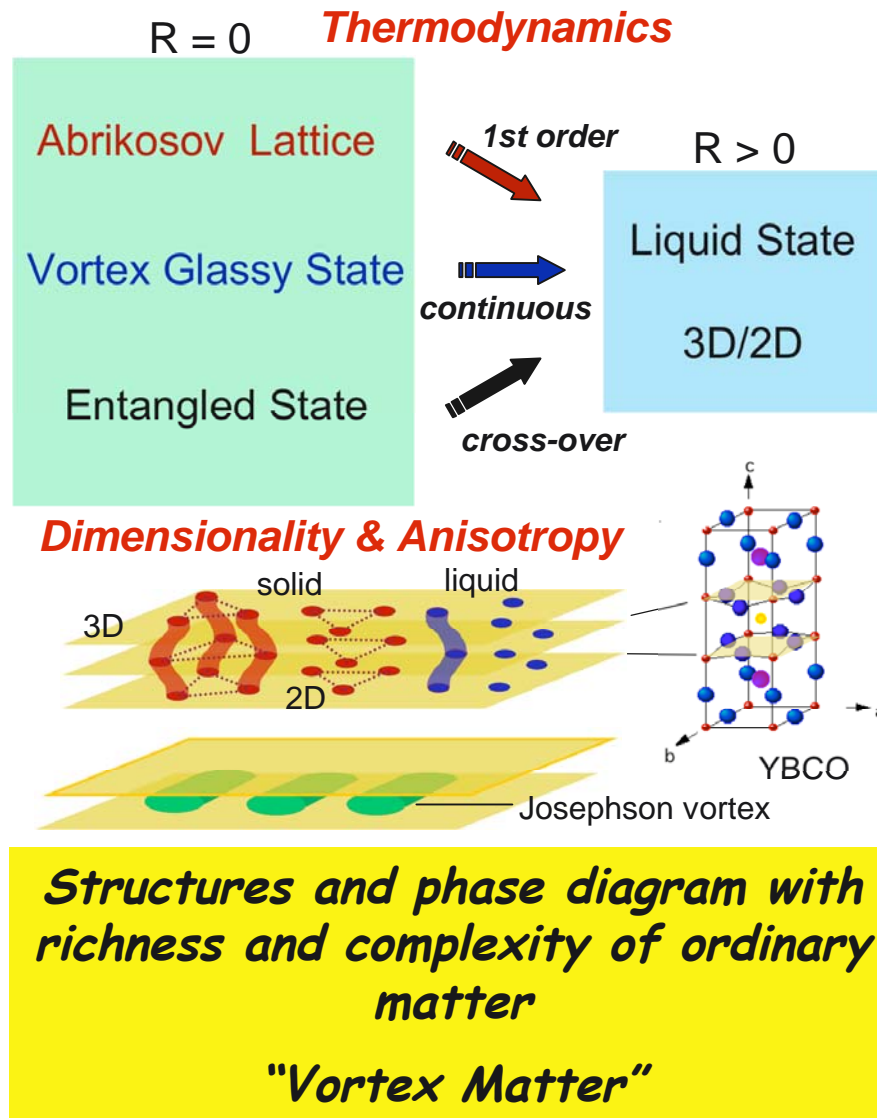 R = 0
Thermodynamics
Abrikosov Lattice
Vortex Glassy State
Entangled State
1st order
continuous
cross-over
R > 0
Liquid State
3D/2D
Dimensionality & Anisotropy
solid
liquid
3D
2D
c
a
b
YBCO
Josephson vortex
Structures and phase diagram with
richness and complexity of ordinary
matter
“Vortex Matter”